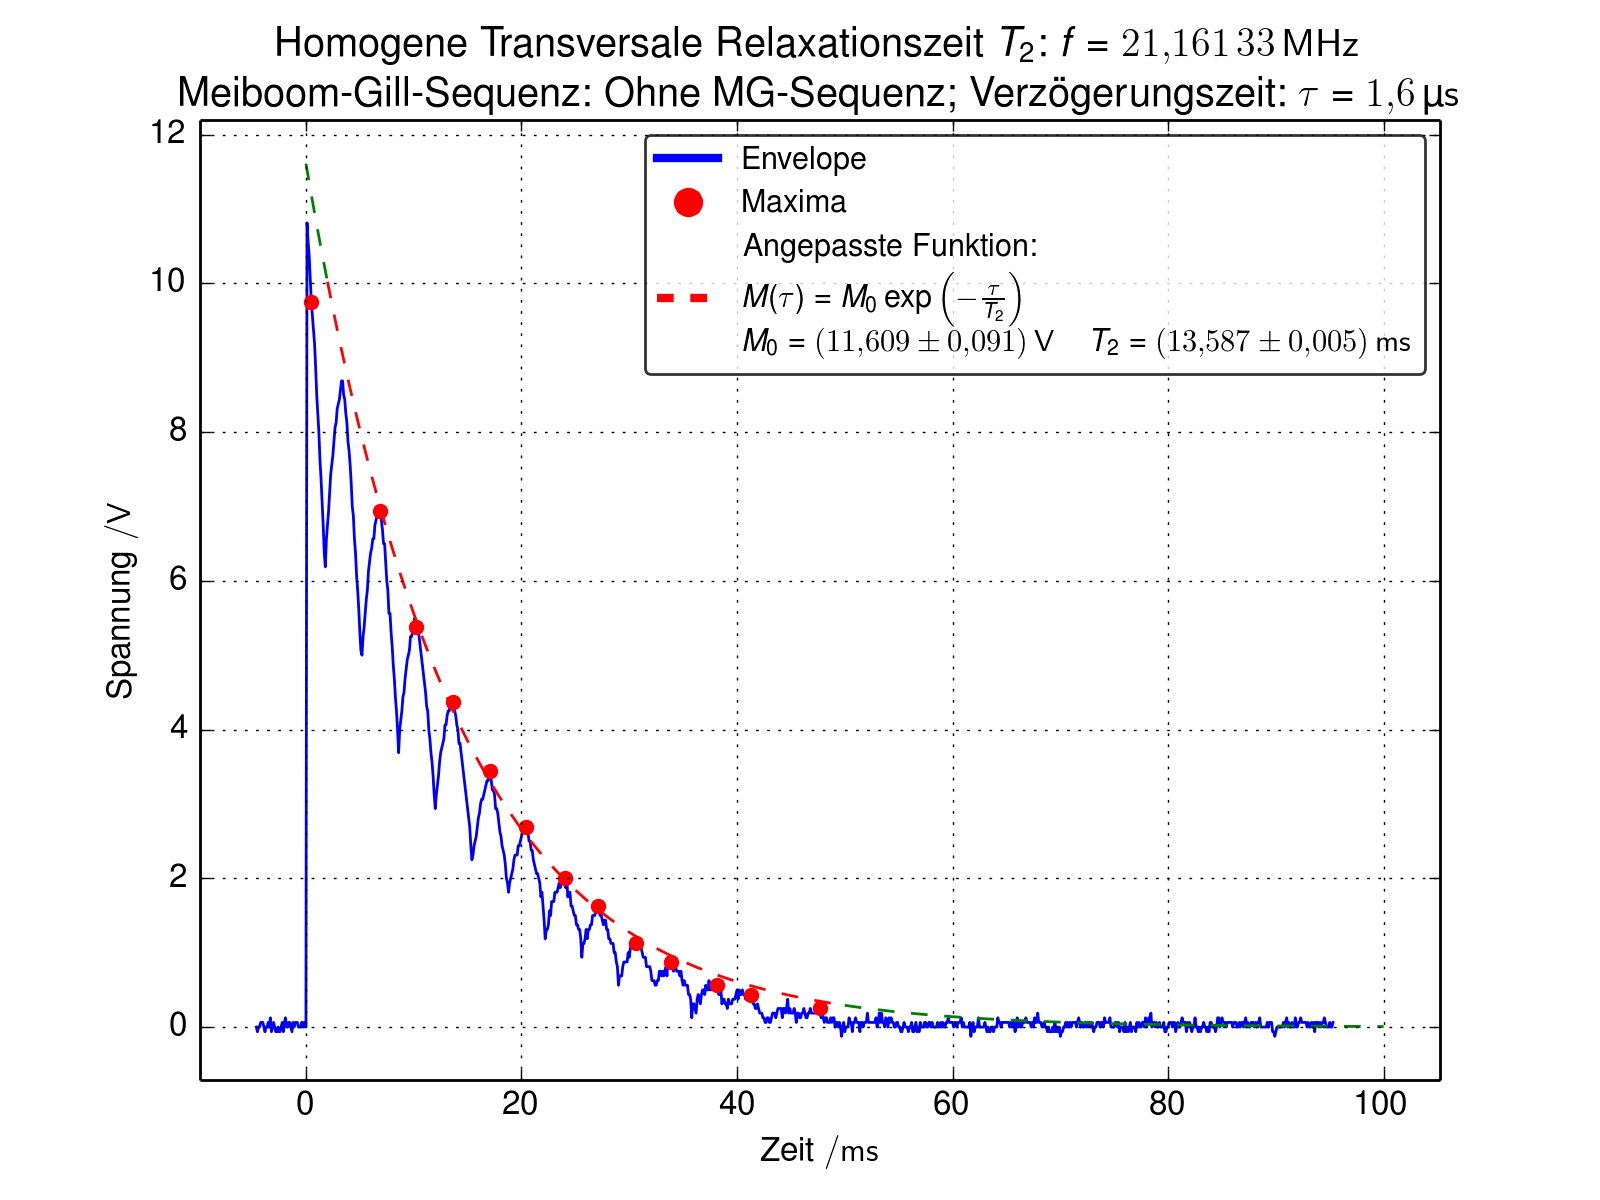 Homogene Transversale Relaxationszeit T₂: f = 21,161 33 MHz
Meiboom-Gill-Sequenz: Ohne MG-Sequenz; Verzögerungszeit: τ = 1,6 µs
Envelope
Maxima
Angepasste Funktion:
M(τ) = M₀ exp(−τ/T₂)
M₀ = (11,609 ± 0,091) V T₂ = (13,587 ± 0,005) ms
12
10
8
6
4
2
0
Spannung /V
0 20 40 60 80 100
Zeit /ms